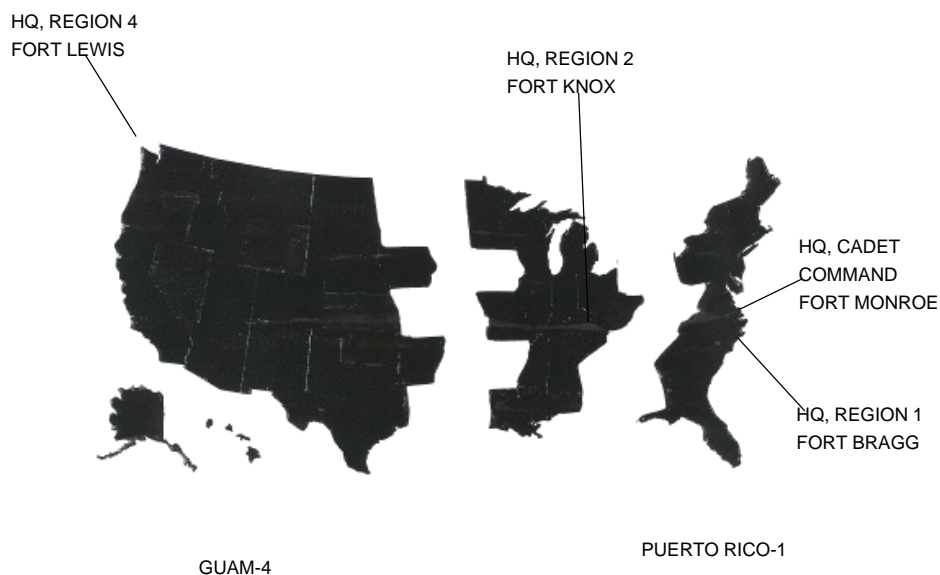 HQ, REGION 4
FORT LEWIS
HQ, REGION 2
FORT KNOX
HQ, CADET
COMMAND
FORT MONROE
HQ, REGION 1
FORT BRAGG
PUERTO RICO-1
GUAM-4